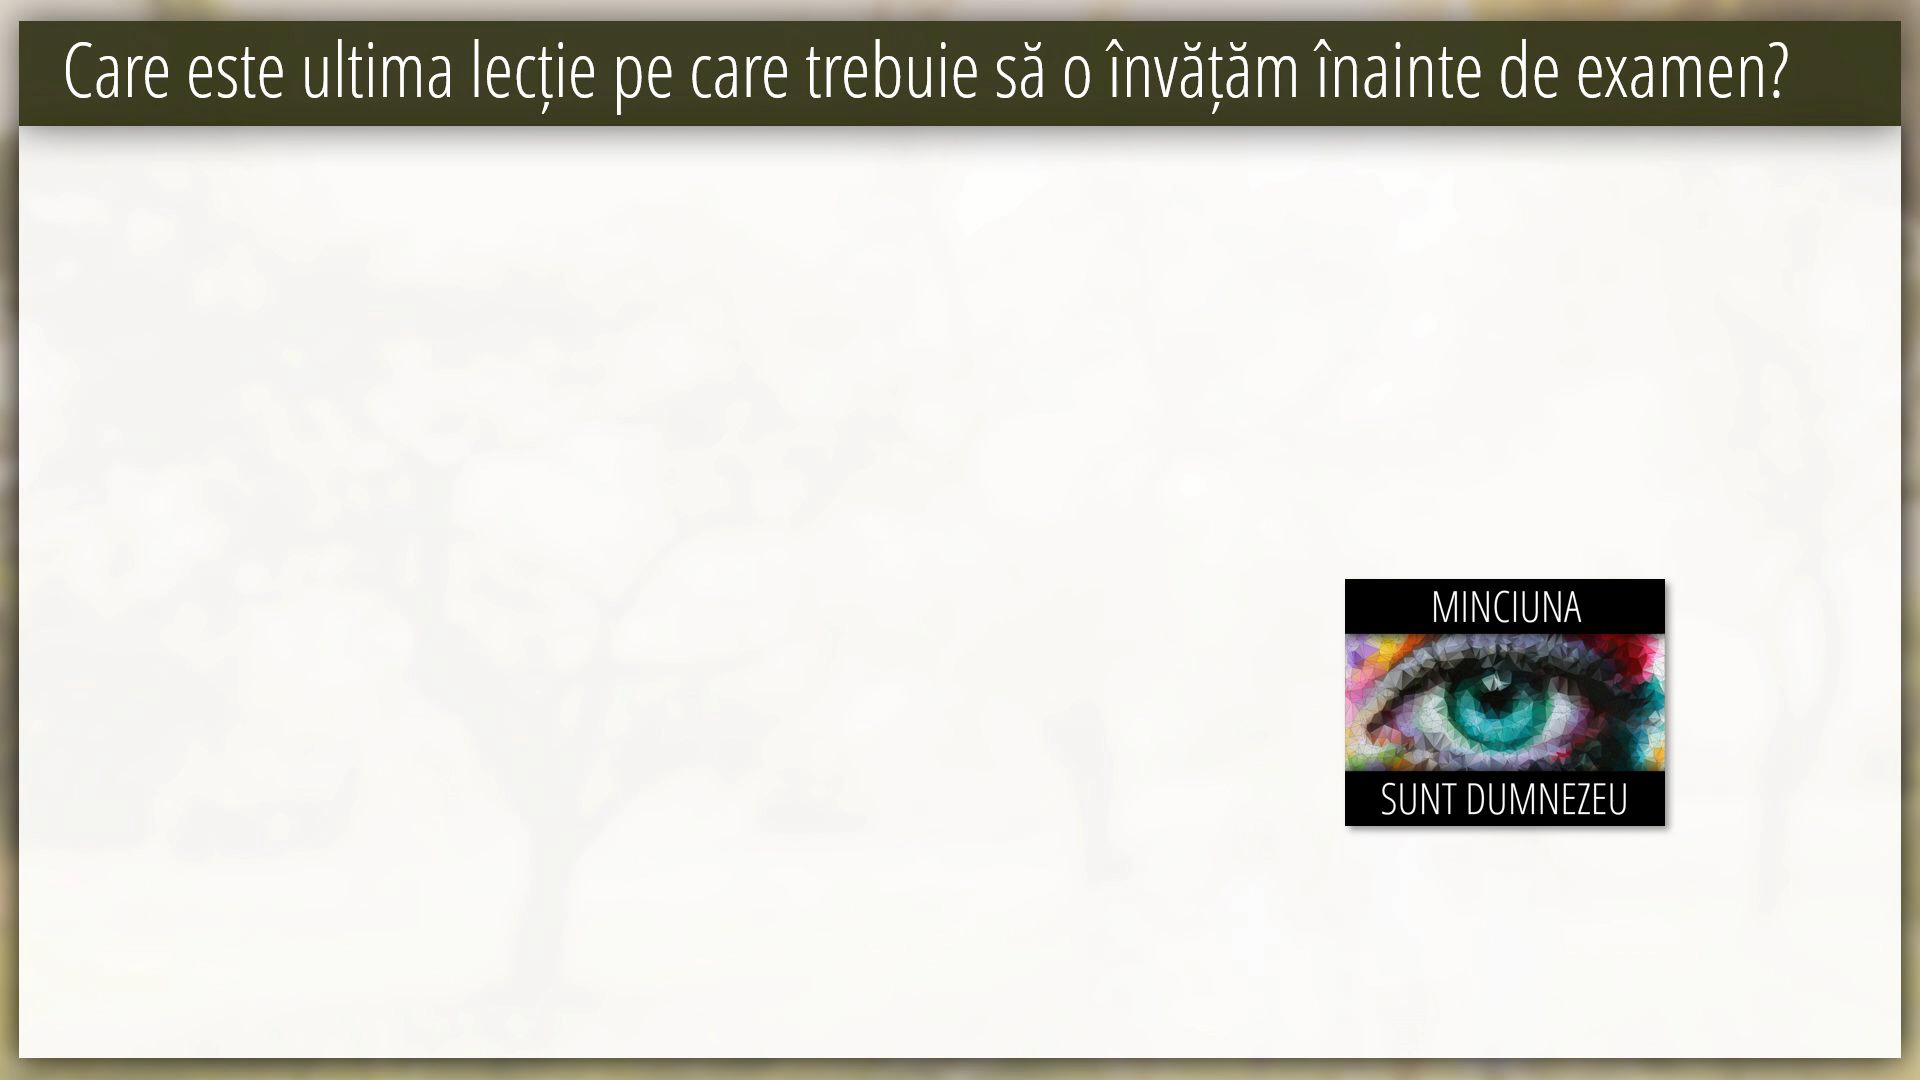 Care este ultima lecție pe care trebuie să o învățăm înainte de examen?
MINCIUNA
SUNT DUMNEZEU